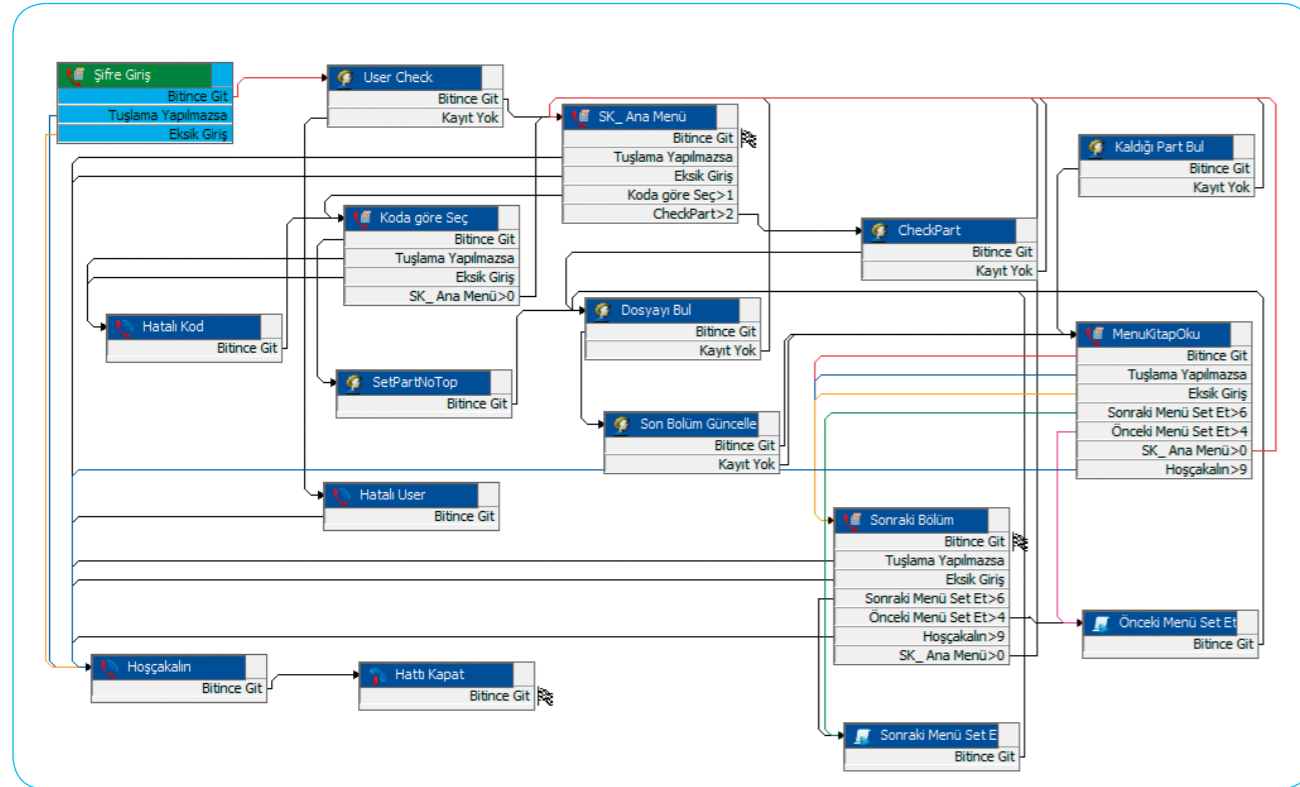 Şifre Giriş
Bitince Git
Tuşlama Yapılmazsa
Eksik Giriş
User Check
Bitince Git
Kayıt Yok
SK_ Ana Menü
Bitince Git
Tuşlama Yapılmazsa
Eksik Giriş
Koda göre Seç>1
CheckPart>2
Kaldığı Part Bul
Bitince Git
Kayıt Yok
Koda göre Seç
Bitince Git
Tuşlama Yapılmazsa
Eksik Giriş
SK_ Ana Menü>0
CheckPart
Bitince Git
Kayıt Yok
Hatalı Kod
Bitince Git
Dosyayı Bul
Bitince Git
Kayıt Yok
MenuKitapOku
Bitince Git
Tuşlama Yapılmazsa
Eksik Giriş
Sonraki Menü Set Et>6
Önceki Menü Set Et>4
SK_ Ana Menü>0
Hoşçakalın>9
SetPartNoTop
Bitince Git
Son Bolüm Güncelle
Bitince Git
Kayıt Yok
Hatalı User
Bitince Git
Sonraki Bölüm
Bitince Git
Tuşlama Yapılmazsa
Eksik Giriş
Sonraki Menü Set Et>6
Önceki Menü Set Et>4
Hoşçakalın>9
SK_ Ana Menü>0
Önceki Menü Set Et
Bitince Git
Hoşçakalın
Bitince Git
Hattı Kapat
Bitince Git
Sonraki Menü Set E
Bitince Git